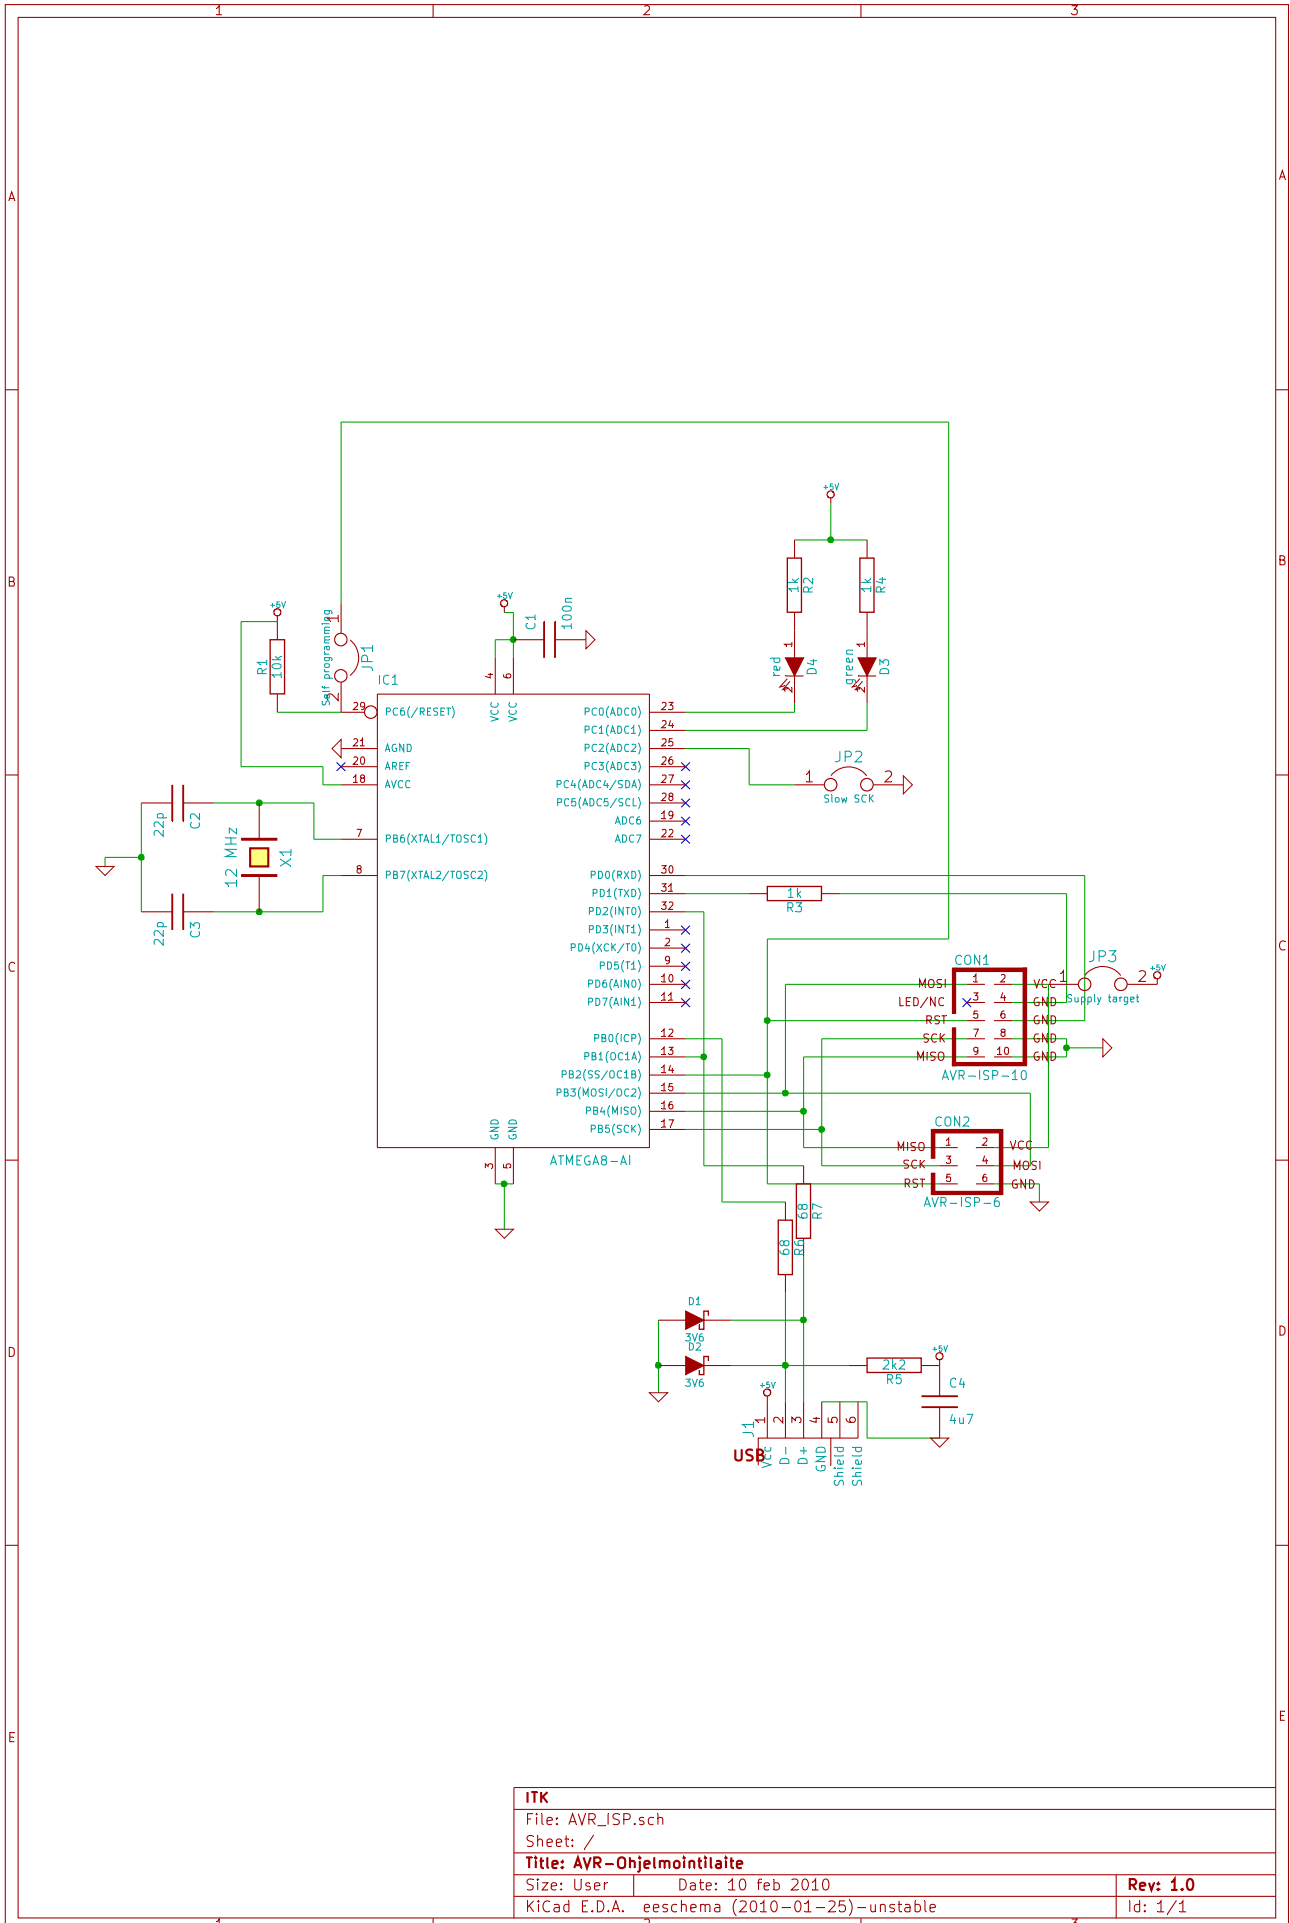 1 2 3
A A
+5V
1k R2 1k R4
B B
+5V
+5V
C1 100n
Self programming
1
JP1
2
R1 10k
IC1
1 1
red D4 green D3
2 2
4 6
VCC VCC
29 PC6(/RESET)
21 AGND
20 AREF
18 AVCC
7 PB6(XTAL1/TOSC1)
8 PB7(XTAL2/TOSC2)
PC0(ADC0) 23
PC1(ADC1) 24
PC2(ADC2) 25
PC3(ADC3) 26
PC4(ADC4/SDA) 27
PC5(ADC5/SCL) 28
ADC6 19
ADC7 22
PD0(RXD) 30
PD1(TXD) 31
PD2(INT0) 32
PD3(INT1) 1
PD4(XCK/T0) 2
PD5(T1) 9
PD6(AIN0) 10
PD7(AIN1) 11
PB0(ICP) 12
PB1(OC1A) 13
PB2(SS/OC1B) 14
PB3(MOSI/OC2) 15
PB4(MISO) 16
PB5(SCK) 17
GND GND
3 5
ATMEGA8-AI
JP2
1 2
Slow SCK
22p C2
12 MHz X1
22p C3
1k
R3
C C
CON1
MOSI 1 2 VCC
LED/NC 3 4 GND
RST 5 6 GND
SCK 7 8 GND
MISO 9 10 GND
AVR-ISP-10
JP3
1 2 +5V
Supply target
CON2
MISO 1 2 VCC
SCK 3 4 MOSI
RST 5 6 GND
AVR-ISP-6
68 R7
68 R6
D1
3V6
D2
3V6
D D
2k2
R5
+5V
C4
4u7
+5V
J1
1 2 3 4 5 6
USB
Vcc D- D+ GND Shield Shield
E E
ITK
File: AVR_ISP.sch
Sheet: /
Title: AVR-Ohjelmointilaite
Size: User Date: 10 feb 2010 Rev: 1.0
KiCad E.D.A. eeschema (2010-01-25)-unstable Id: 1/1